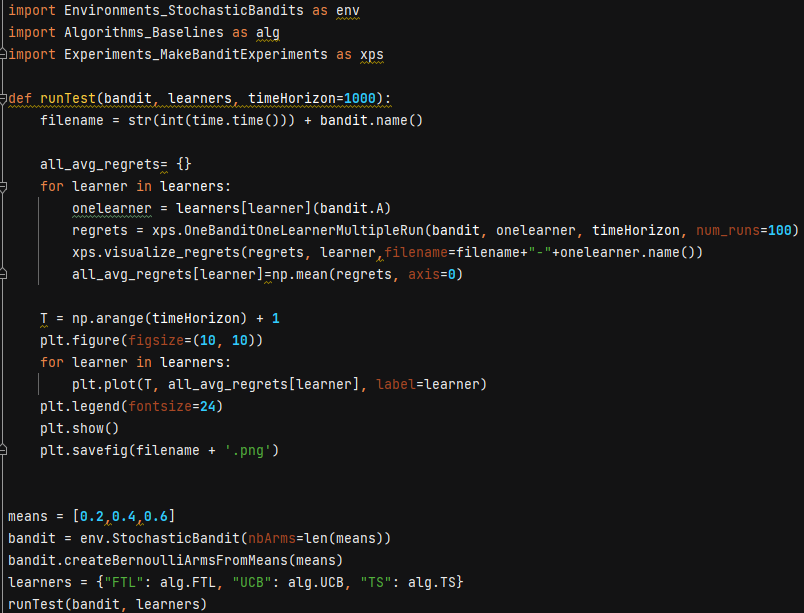 import Environments_StochasticBandits as env
import Algorithms_Baselines as alg
import Experiments_MakeBanditExperiments as xps
def runTest(bandit, learners, timeHorizon=1000):
filename = str(int(time.time())) + bandit.name()
all_avg_regrets= {}
for learner in learners:
onelearner = learners[learner](bandit.A)
regrets = xps.OneBanditOneLearnerMultipleRun(bandit, onelearner, timeHorizon, num_runs=100)
xps.visualize_regrets(regrets, learner,filename=filename+"-"+onelearner.name())
all_avg_regrets[learner]=np.mean(regrets, axis=0)
T = np.arange(timeHorizon) + 1
plt.figure(figsize=(10, 10))
for learner in learners:
plt.plot(T, all_avg_regrets[learner], label=learner)
plt.legend(fontsize=24)
plt.show()
plt.savefig(filename + '.png')
means = [0.2,0.4,0.6]
bandit = env.StochasticBandit(nbArms=len(means))
bandit.createBernoulliArmsFromMeans(means)
learners = {"FTL": alg.FTL, "UCB": alg.UCB, "TS": alg.TS}
runTest(bandit, learners)